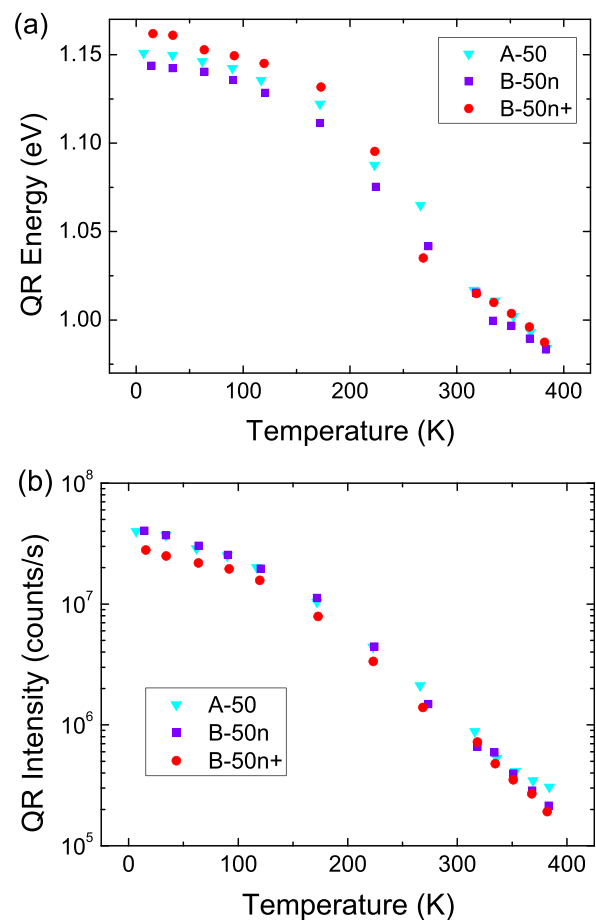 (a)
1.15
1.10
1.05
1.00
QR Energy (eV)
A-50
B-50n
B-50n+
0 100 200 300 400
Temperature (K)
(b)
10^8
10^7
10^6
10^5
QR Intensity (counts/s)
A-50
B-50n
B-50n+
0 100 200 300 400
Temperature (K)